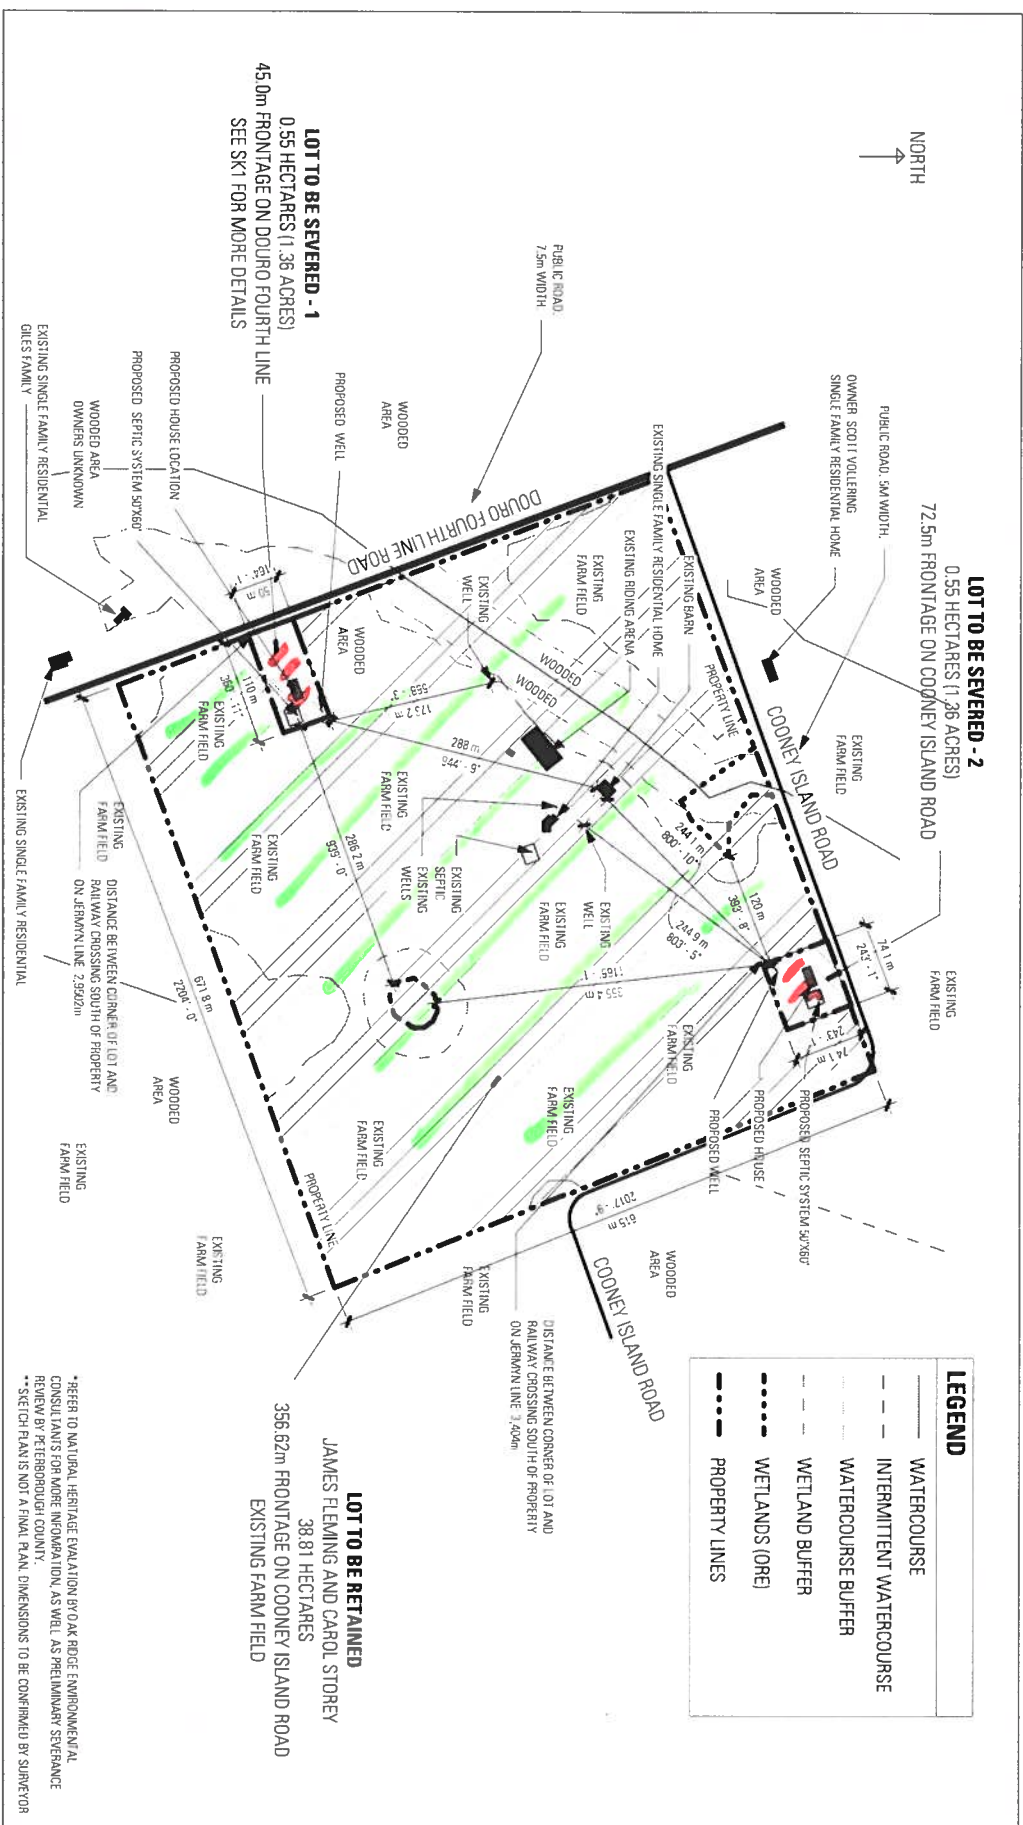 NORTH
LOT TO BE SEVERED - 2
0.55 HECTARES (1.36 ACRES)
72.5m FRONTAGE ON COONEY ISLAND ROAD
PUBLIC ROAD. 5M WIDTH.
OWNER SCOTT VOLLERING
SINGLE FAMILY RESIDENTIAL HOME
PUBLIC ROAD.
7.5m WIDTH.
LOT TO BE SEVERED - 1
0.55 HECTARES (1.36 ACRES)
45.0m FRONTAGE ON DOURO FOURTH LINE
SEE SK1 FOR MORE DETAILS
WOODED
AREA
PROPOSED WELL
PROPOSED HOUSE LOCATION
PROPOSED SEPTIC SYSTEM 50'X60'
WOODED AREA
OWNERS UNKNOWN
EXISTING SINGLE FAMILY RESIDENTIAL
GILES FAMILY
WOODED
AREA
EXISTING
FARM FIELD
EXISTING
FARM FIELD
COONEY ISLAND ROAD
PROPERTY LINE
EXISTING BARN
EXISTING SINGLE FAMILY RESIDENTIAL HOME
EXISTING RIDING ARENA
EXISTING
FARM FIELD
DOURO FOURTH LINE ROAD
EXISTING
WELL
WOODED
WOODED
WOODED
AREA
164' - 1"
50 m
110 m
360' - 11"
568' - 3"
173.2 m
288 m
944' - 9"
286.2 m
939' - 0"
244.1 m
800' - 10"
244.9 m
803' - 5"
120 m
393' - 8"
1165' - 1"
355.4 m
74.1 m
243' - 1"
243' - 1"
74.1 m
EXISTING
FARM FIELD
EXISTING
FARM FIELD
EXISTING
FARM FIELD
EXISTING
FARM FIELD
EXISTING
WELLS
EXISTING
SEPTIC
EXISTING
WELL
EXISTING
FARM FIELD
EXISTING
FARM FIELD
EXISTING
FARM FIELD
EXISTING
FARM FIELD
PROPOSED SEPTIC SYSTEM 50'X60'
PROPOSED HOUSE
PROPOSED WELL
EXISTING SINGLE FAMILY RESIDENTIAL
DISTANCE BETWEEN CORNER OF LOT AND
RAILWAY CROSSING SOUTH OF PROPERTY
ON JERMYN LINE
671.8 m
2204' - 0"
WOODED
AREA
EXISTING
FARM FIELD
EXISTING
FARM FIELD
PROPERTY LINE
2017' - 9"
615 m
WOODED
AREA
COONEY ISLAND ROAD
EXISTING
FARM FIELD
DISTANCE BETWEEN CORNER OF LOT AND
RAILWAY CROSSING SOUTH OF PROPERTY
ON JERMYN LINE 3,404m
LEGEND
WATERCOURSE
INTERMITTENT WATERCOURSE
WATERCOURSE BUFFER
WETLAND BUFFER
WETLANDS (ORE)
PROPERTY LINES
LOT TO BE RETAINED
JAMES FLEMING AND CAROL STOREY
38.81 HECTARES
356.62m FRONTAGE ON COONEY ISLAND ROAD
EXISTING FARM FIELD
*REFER TO NATURAL HERITAGE EVALATION BY OAK RIDGE ENVIRONMENTAL
CONSULTANTS FOR MORE INFOMRATION, AS WELL AS PRELIMINARY SEVERANCE
REVIEW BY PETERBOROUGH COUNTY.
**SKETCH PLAN IS NOT A FINAL PLAN. DIMENSIONS TO BE CONFIRMED BY SURVEYOR